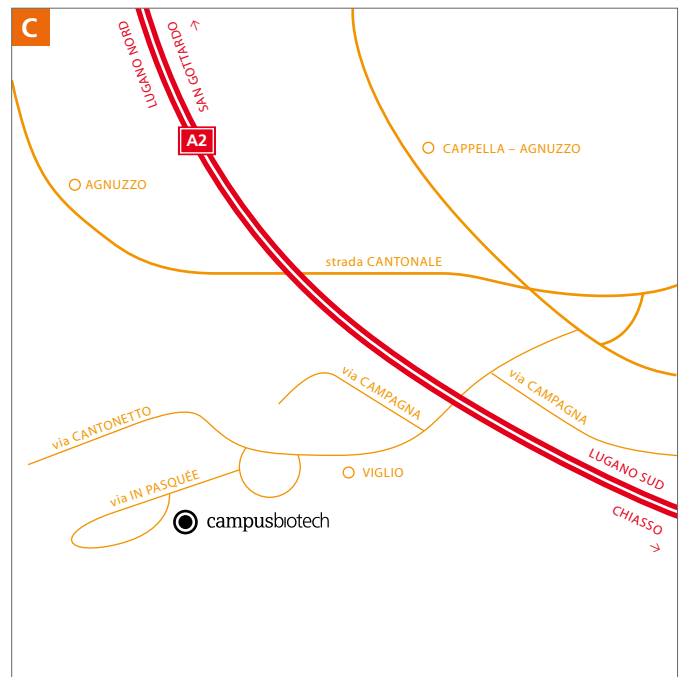 C
LUGANO NORD
SAN GOTTARDO
A2
CAPPELLA – AGNUZZO
AGNUZZO
strada CANTONALE
via CAMPAGNA
via CAMPAGNA
via CANTONETTO
LUGANO SUD
VIGLIO
via IN PASQUÉE
CHIASSO
campusbiotech